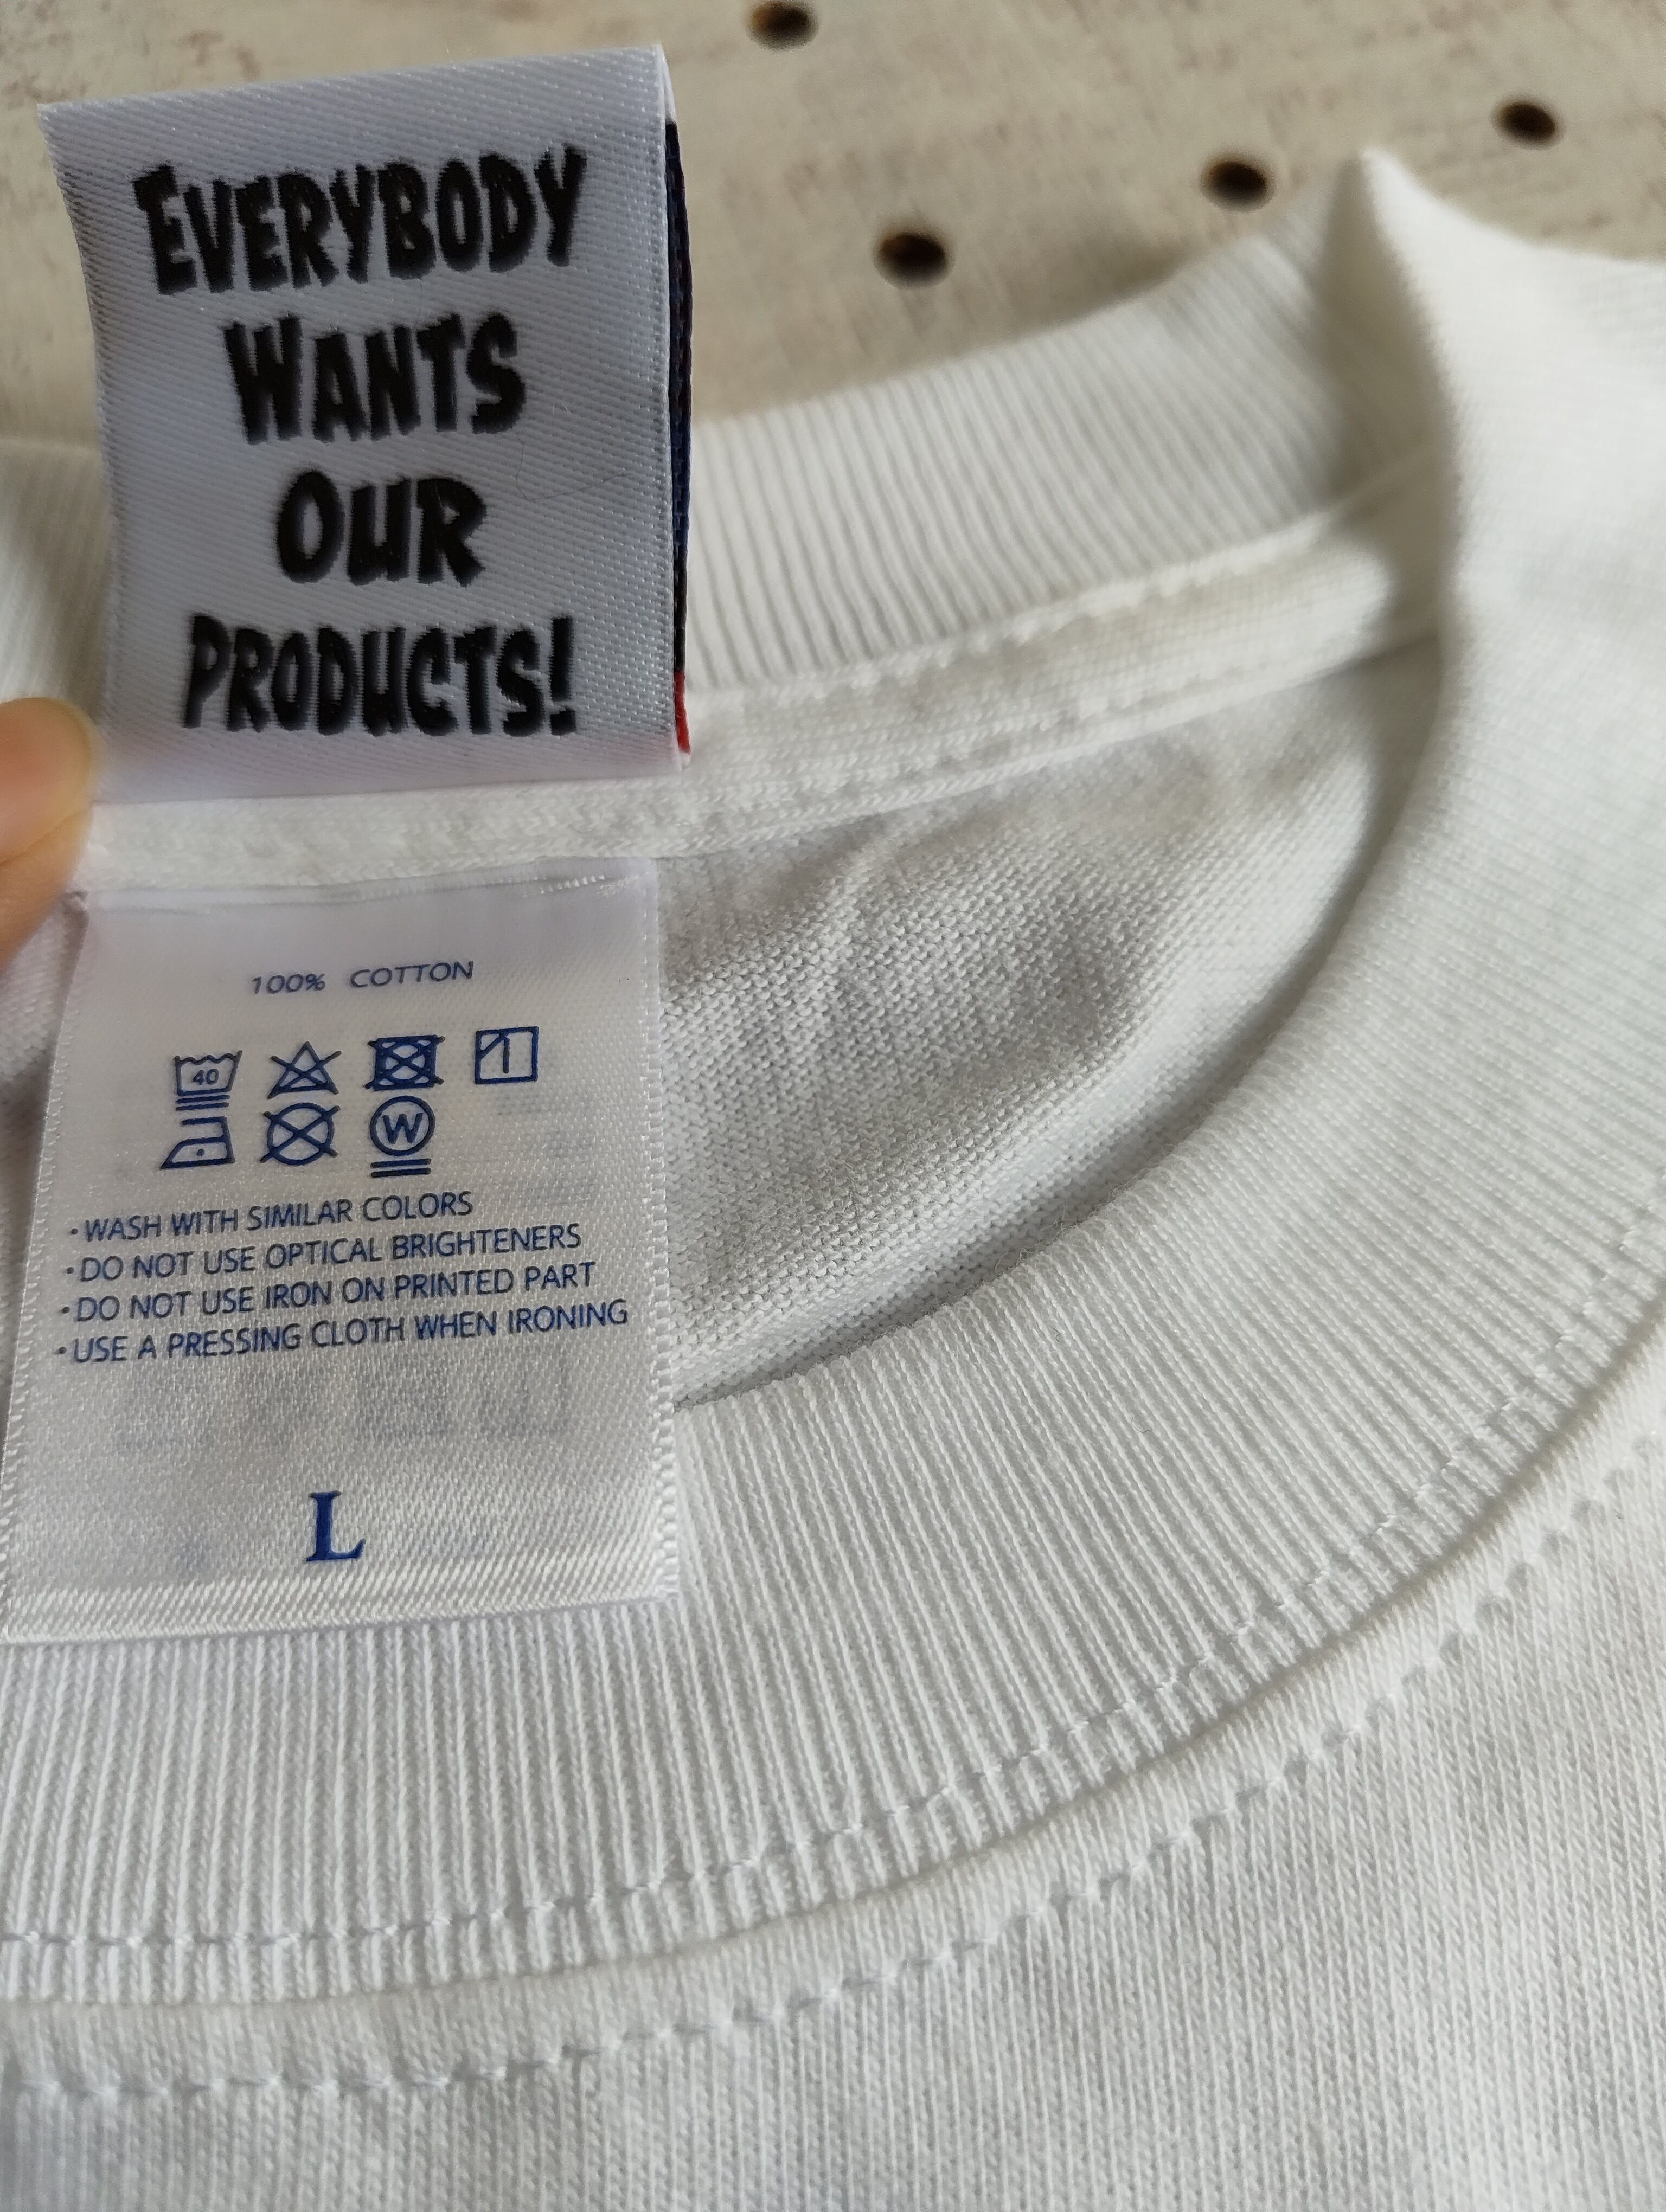 EVERYBODY
WANTS
OUR
PRODUCTS!
100% COTTON
40
W
• WASH WITH SIMILAR COLORS
• DO NOT USE OPTICAL BRIGHTENERS
• DO NOT USE IRON ON PRINTED PART
• USE A PRESSING CLOTH WHEN IRONING
L